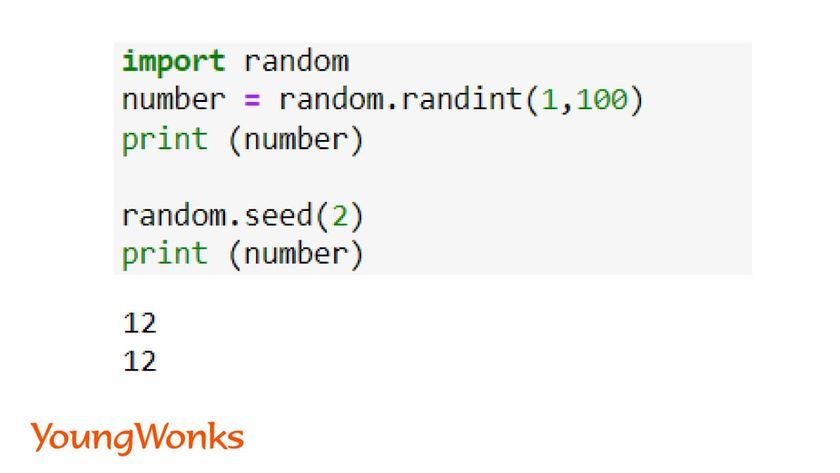 import random
number = random.randint(1,100)
print (number)

random.seed(2)
print (number)

12
12

YoungWonks